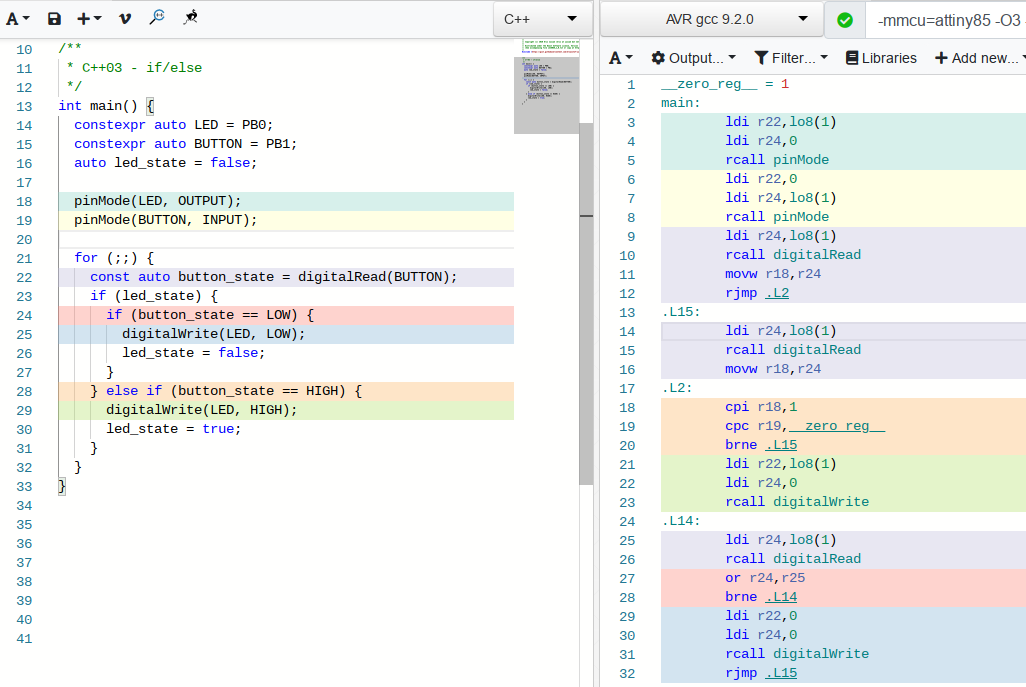 A
C++
AVR gcc 9.2.0
-mmcu=attiny85 -O3
A Output... Filter... Libraries + Add new...
10 /**
11 * C++03 - if/else
12 */
13 int main() {
14 constexpr auto LED = PB0;
15 constexpr auto BUTTON = PB1;
16 auto led_state = false;
17
18 pinMode(LED, OUTPUT);
19 pinMode(BUTTON, INPUT);
20
21 for (;;) {
22 const auto button_state = digitalRead(BUTTON);
23 if (led_state) {
24 if (button_state == LOW) {
25 digitalWrite(LED, LOW);
26 led_state = false;
27 }
28 } else if (button_state == HIGH) {
29 digitalWrite(LED, HIGH);
30 led_state = true;
31 }
32 }
33 }
34
35
36
37
38
39
40
41
1 __zero_reg__ = 1
2 main:
3 ldi r22,lo8(1)
4 ldi r24,0
5 rcall pinMode
6 ldi r22,0
7 ldi r24,lo8(1)
8 rcall pinMode
9 ldi r24,lo8(1)
10 rcall digitalRead
11 movw r18,r24
12 rjmp .L2
13 .L15:
14 ldi r24,lo8(1)
15 rcall digitalRead
16 movw r18,r24
17 .L2:
18 cpi r18,1
19 cpc r19,__zero_reg__
20 brne .L15
21 ldi r22,lo8(1)
22 ldi r24,0
23 rcall digitalWrite
24 .L14:
25 ldi r24,lo8(1)
26 rcall digitalRead
27 or r24,r25
28 brne .L14
29 ldi r22,0
30 ldi r24,0
31 rcall digitalWrite
32 rjmp .L15